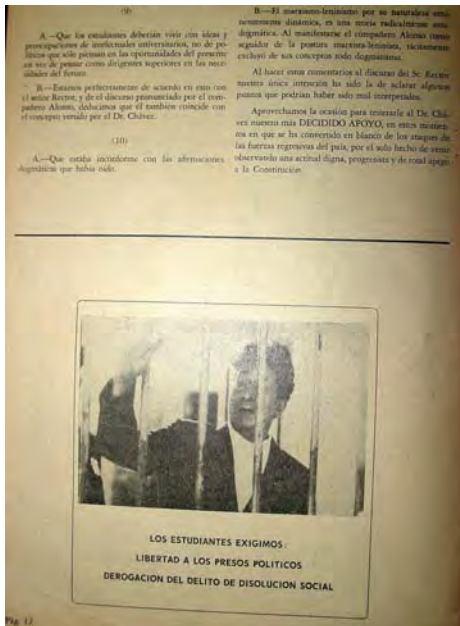 (9)
A.—Que los estudiantes deberían vivir con ideas y
preocupaciones de intelectuales universitarios, no de po-
líticos que sólo piensan en las oportunidades del presente
en vez de pensar como dirigentes superiores en las nece-
sidades del futuro.
B.—Estamos perfectamente de acuerdo en esto con
el señor Rector, y de el discurso pronunciado por el com-
pañero Alonso, deducimos que él también coincide con
el concepto vertido por el Dr. Chávez.
(10)
A.—Que estaba inconforme con las afirmaciones
dogmáticas que había oído.
B.—El marxismo-leninismo por su naturaleza emi-
nentemente dinámica, es una teoría radicalmente anti-
dogmática. Al manifestarse el compañero Alonso como
seguidor de la postura marxista-leninista, tácitamente
excluyó de sus conceptos todo dogmatismo.
Al hacer estos comentarios al discurso del Sr. Rector
nuestra única intención ha sido la de aclarar algunos
puntos que podrían haber sido mal interpretados.
Aprovechamos la ocasión para reiterarle al Dr. Chá-
vez nuestro más DECIDIDO APOYO, en estos momen-
tos en que se ha convertido en blanco de los ataques de
las fuerzas regresivas del país, por el solo hecho de venir
observando una actitud digna, progresista y de total apego
a la Constitución.
LOS ESTUDIANTES EXIGIMOS:
LIBERTAD A LOS PRESOS POLITICOS
DEROGACION DEL DELITO DE DISOLUCION SOCIAL
Pág. 12